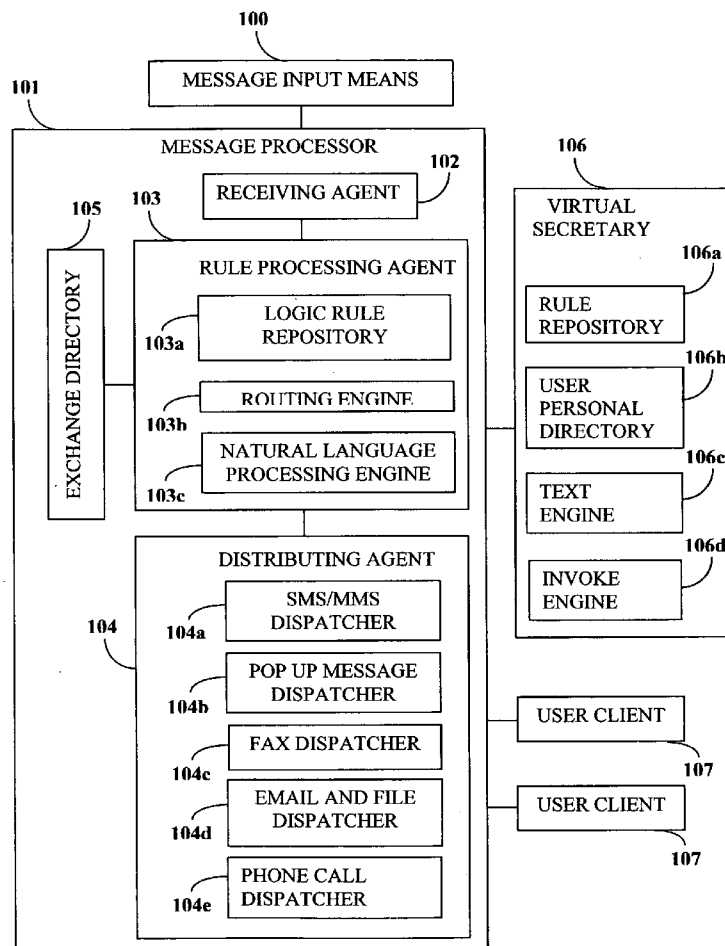 100
MESSAGE INPUT MEANS
101
MESSAGE PROCESSOR
102
RECEIVING AGENT
105
EXCHANGE DIRECTORY
103
RULE PROCESSING AGENT
LOGIC RULE
REPOSITORY
103a
ROUTING ENGINE
103b
NATURAL LANGUAGE
PROCESSING ENGINE
103c
DISTRIBUTING AGENT
104
SMS/MMS
DISPATCHER
104a
POP UP MESSAGE
DISPATCHER
104b
FAX DISPATCHER
104c
EMAIL AND FILE
DISPATCHER
104d
PHONE CALL
DISPATCHER
104e
106
VIRTUAL
SECRETARY
106a
RULE
REPOSITORY
106b
USER
PERSONAL
DIRECTORY
106c
TEXT
ENGINE
106d
INVOKE
ENGINE
USER CLIENT
107
USER CLIENT
107